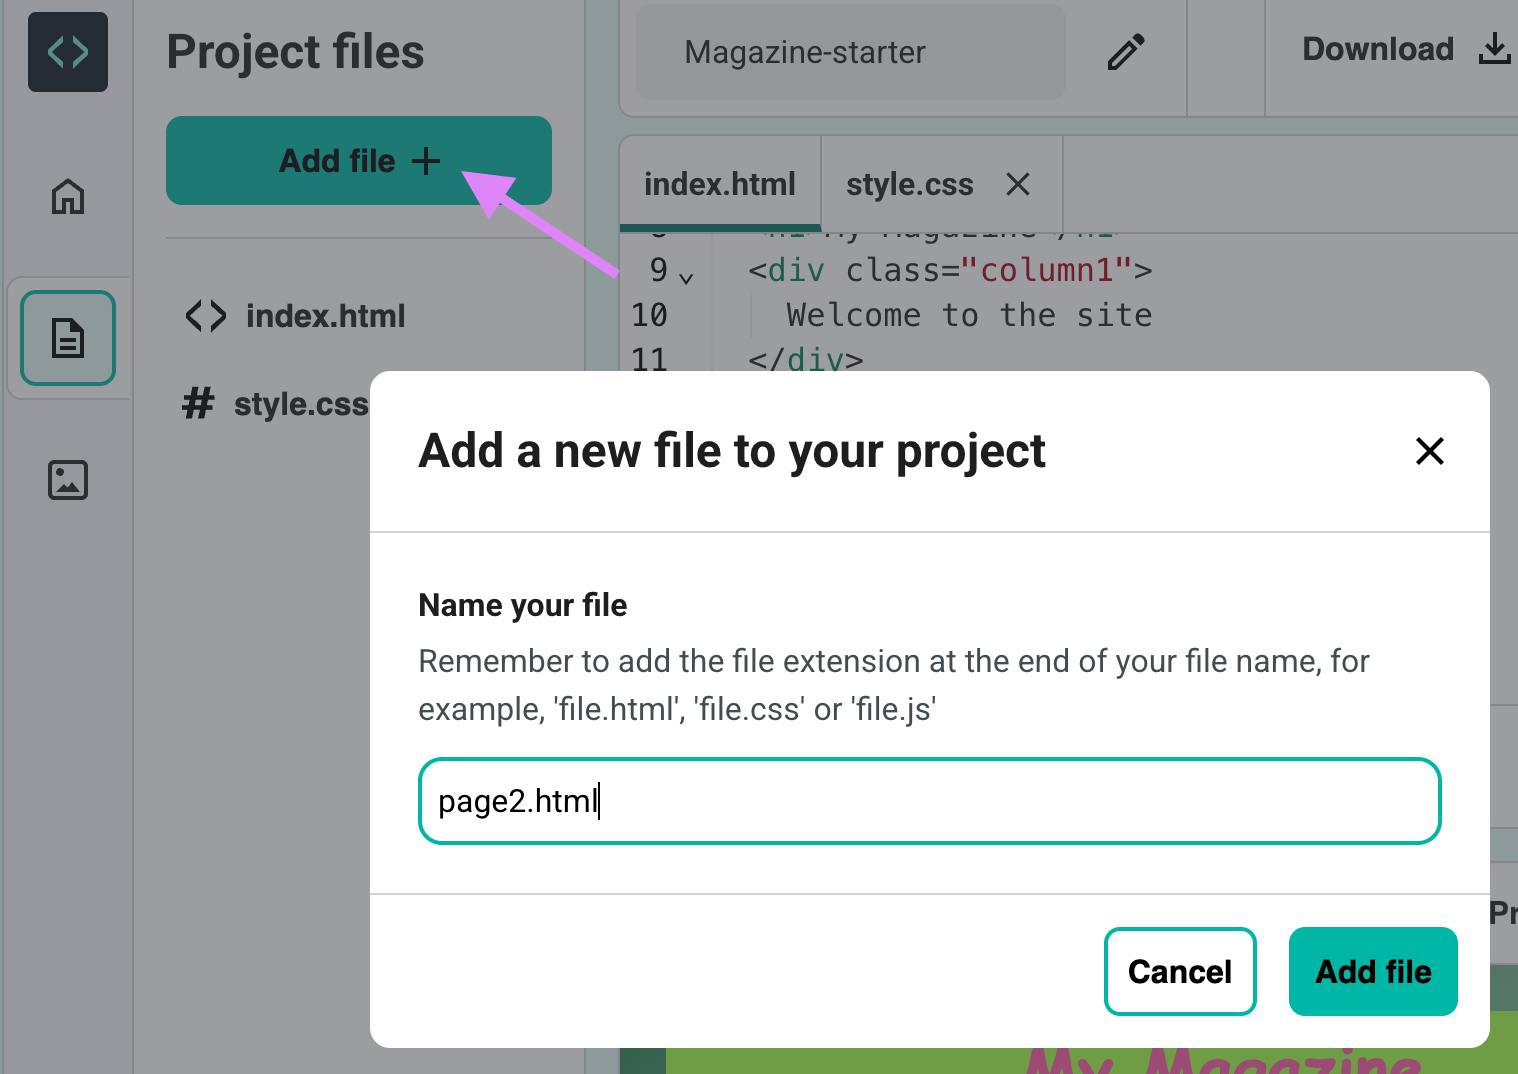 Project files
Add file
index.html
style.css
Magazine-starter
Download
index.html
style.css
9 <div class="column1">
10 Welcome to the site
11 </div>
Add a new file to your project
Name your file
Remember to add the file extension at the end of your file name, for
example, 'file.html', 'file.css' or 'file.js'
page2.html
Cancel
Add file
My Magazine